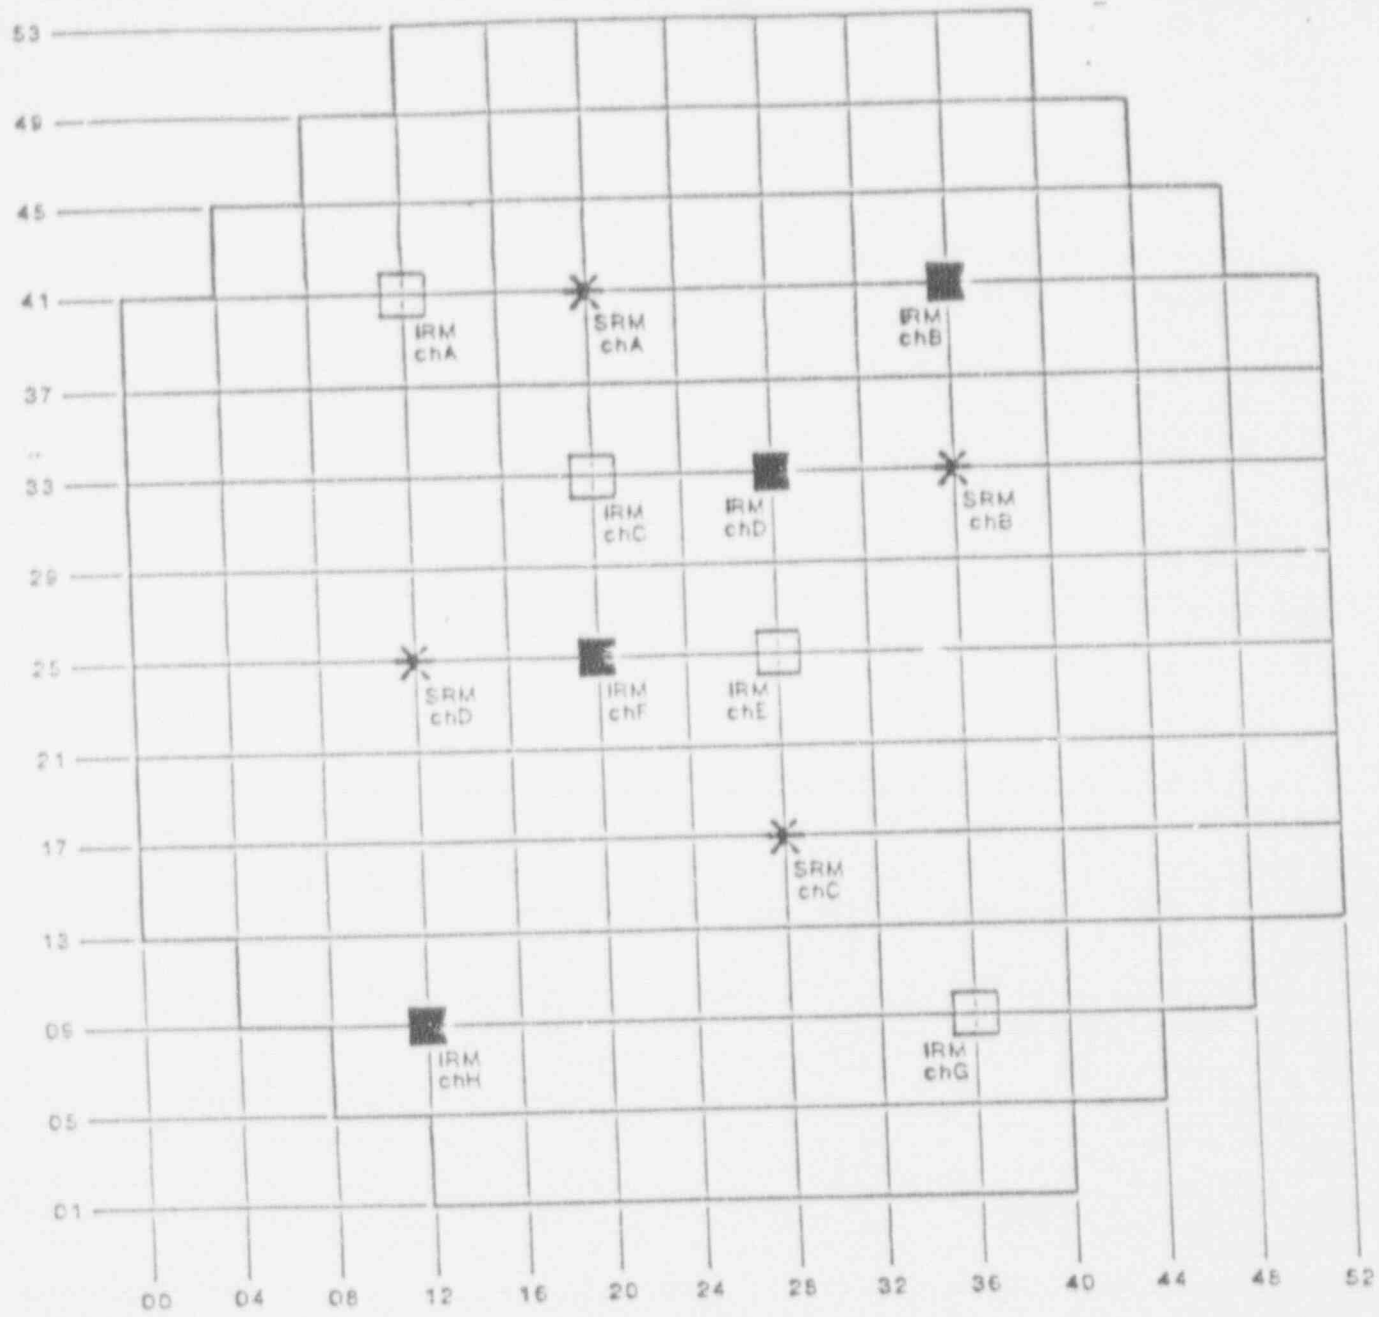 53
49
45
41
IRM
chA
SRM
chA
IRM
chB
37
33
IRM
chC
IRM
chD
SRM
chB
29
25
SRM
chD
IRM
chF
IRM
chE
21
17
SRM
chC
13
09
IRM
chH
IRM
chG
05
01
00 04 08 12 16 20 24 28 32 36 40 44 48 52